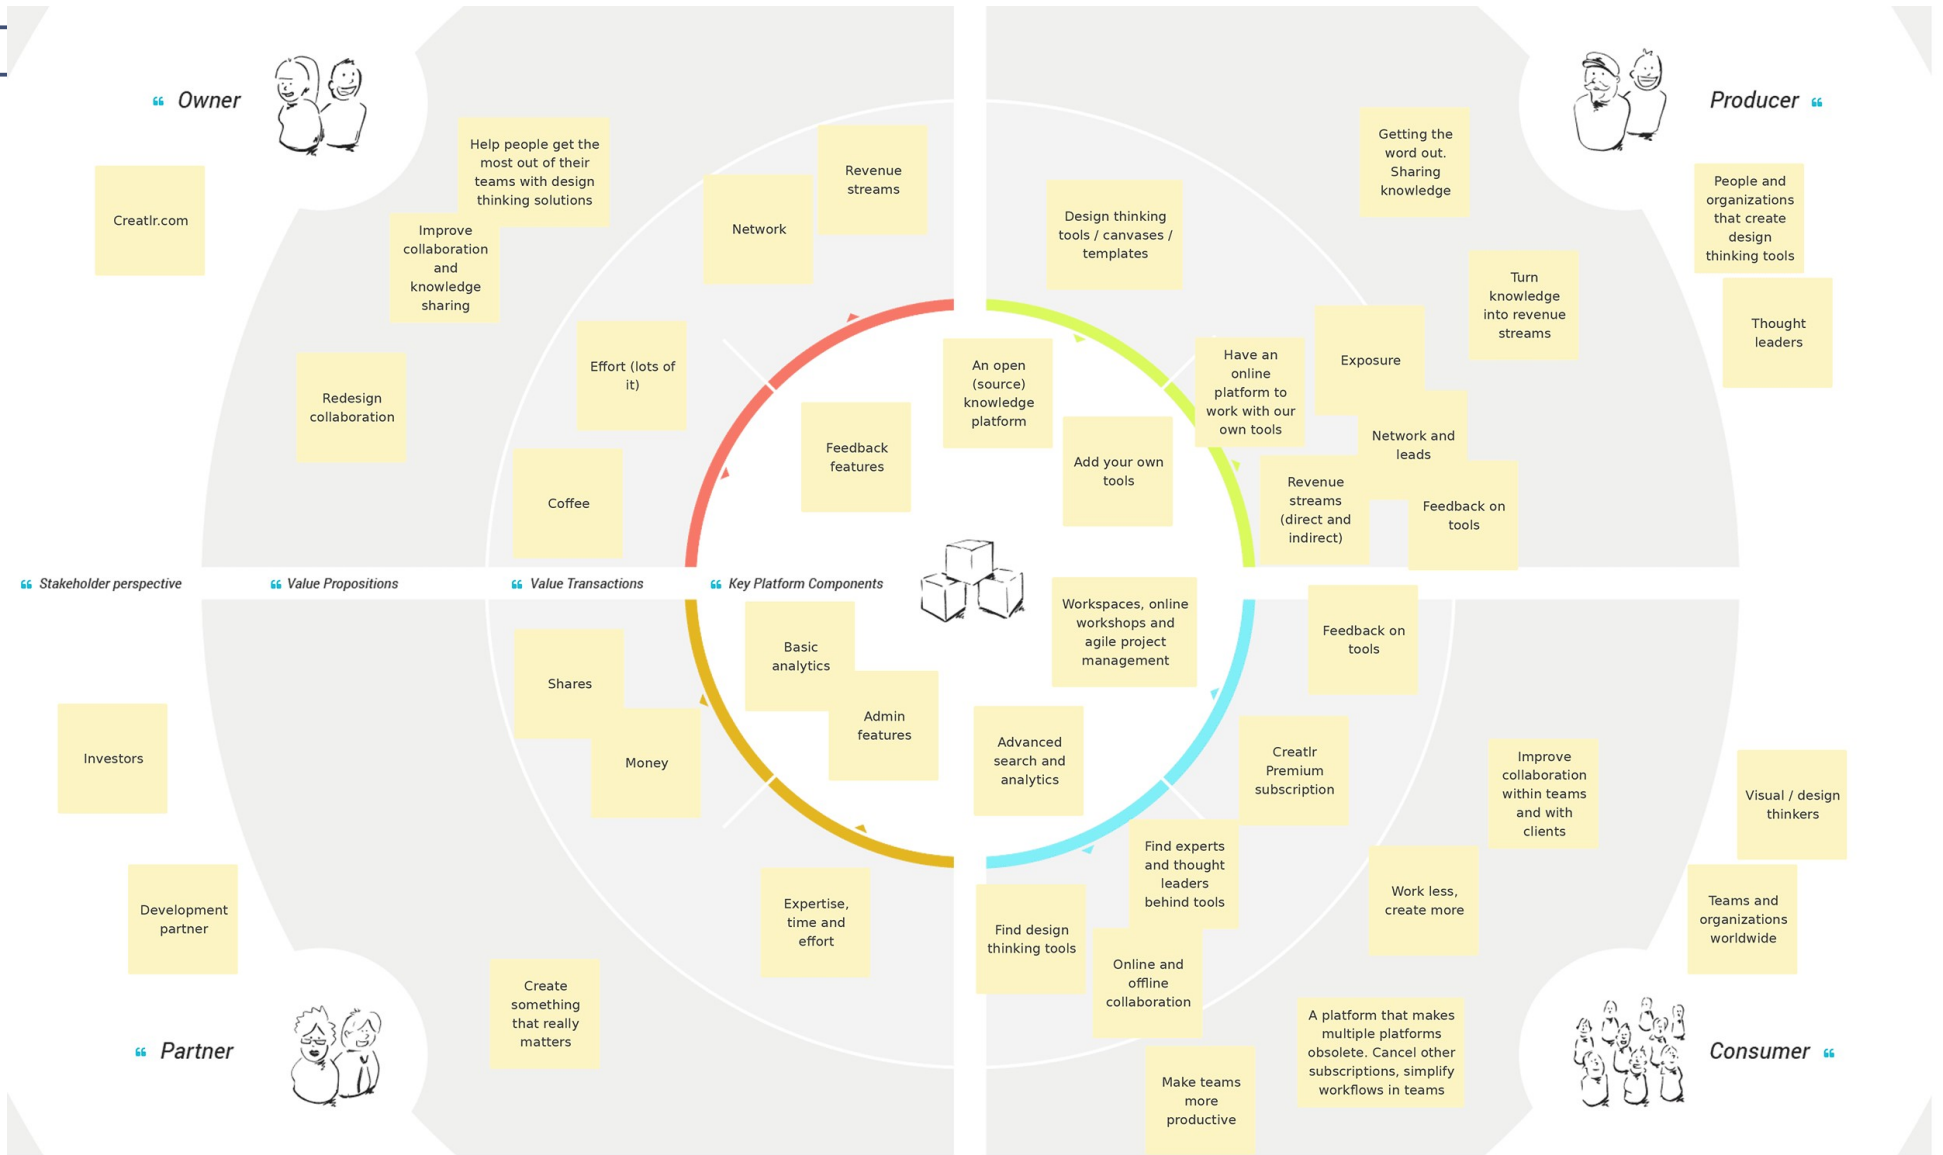 Owner
Creatlr.com
Help people get the
most out of their
teams with design
thinking solutions
Improve
collaboration
and
knowledge
sharing
Redesign
collaboration
Network
Revenue
streams
Effort (lots of
it)
Coffee
Feedback
features
Producer
People and
organizations
that create
design
thinking tools
Thought
leaders
Getting the
word out.
Sharing
knowledge
Turn
knowledge
into revenue
streams
Design thinking
tools / canvases /
templates
Have an
online
platform to
work with our
own tools
Exposure
Network and
leads
Revenue
streams
(direct and
indirect)
Feedback on
tools
An open
(source)
knowledge
platform
Add your own
tools
Stakeholder perspective
Value Propositions
Value Transactions
Key Platform Components
Shares
Money
Basic
analytics
Admin
features
Investors
Development
partner
Expertise,
time and
effort
Create
something
that really
matters
Partner
Workspaces, online
workshops and
agile project
management
Advanced
search and
analytics
Feedback on
tools
Creatlr
Premium
subscription
Find experts
and thought
leaders
behind tools
Find design
thinking tools
Online and
offline
collaboration
Make teams
more
productive
Improve
collaboration
within teams
and with
clients
Work less,
create more
A platform that makes
multiple platforms
obsolete. Cancel other
subscriptions, simplify
workflows in teams
Visual / design
thinkers
Teams and
organizations
worldwide
Consumer